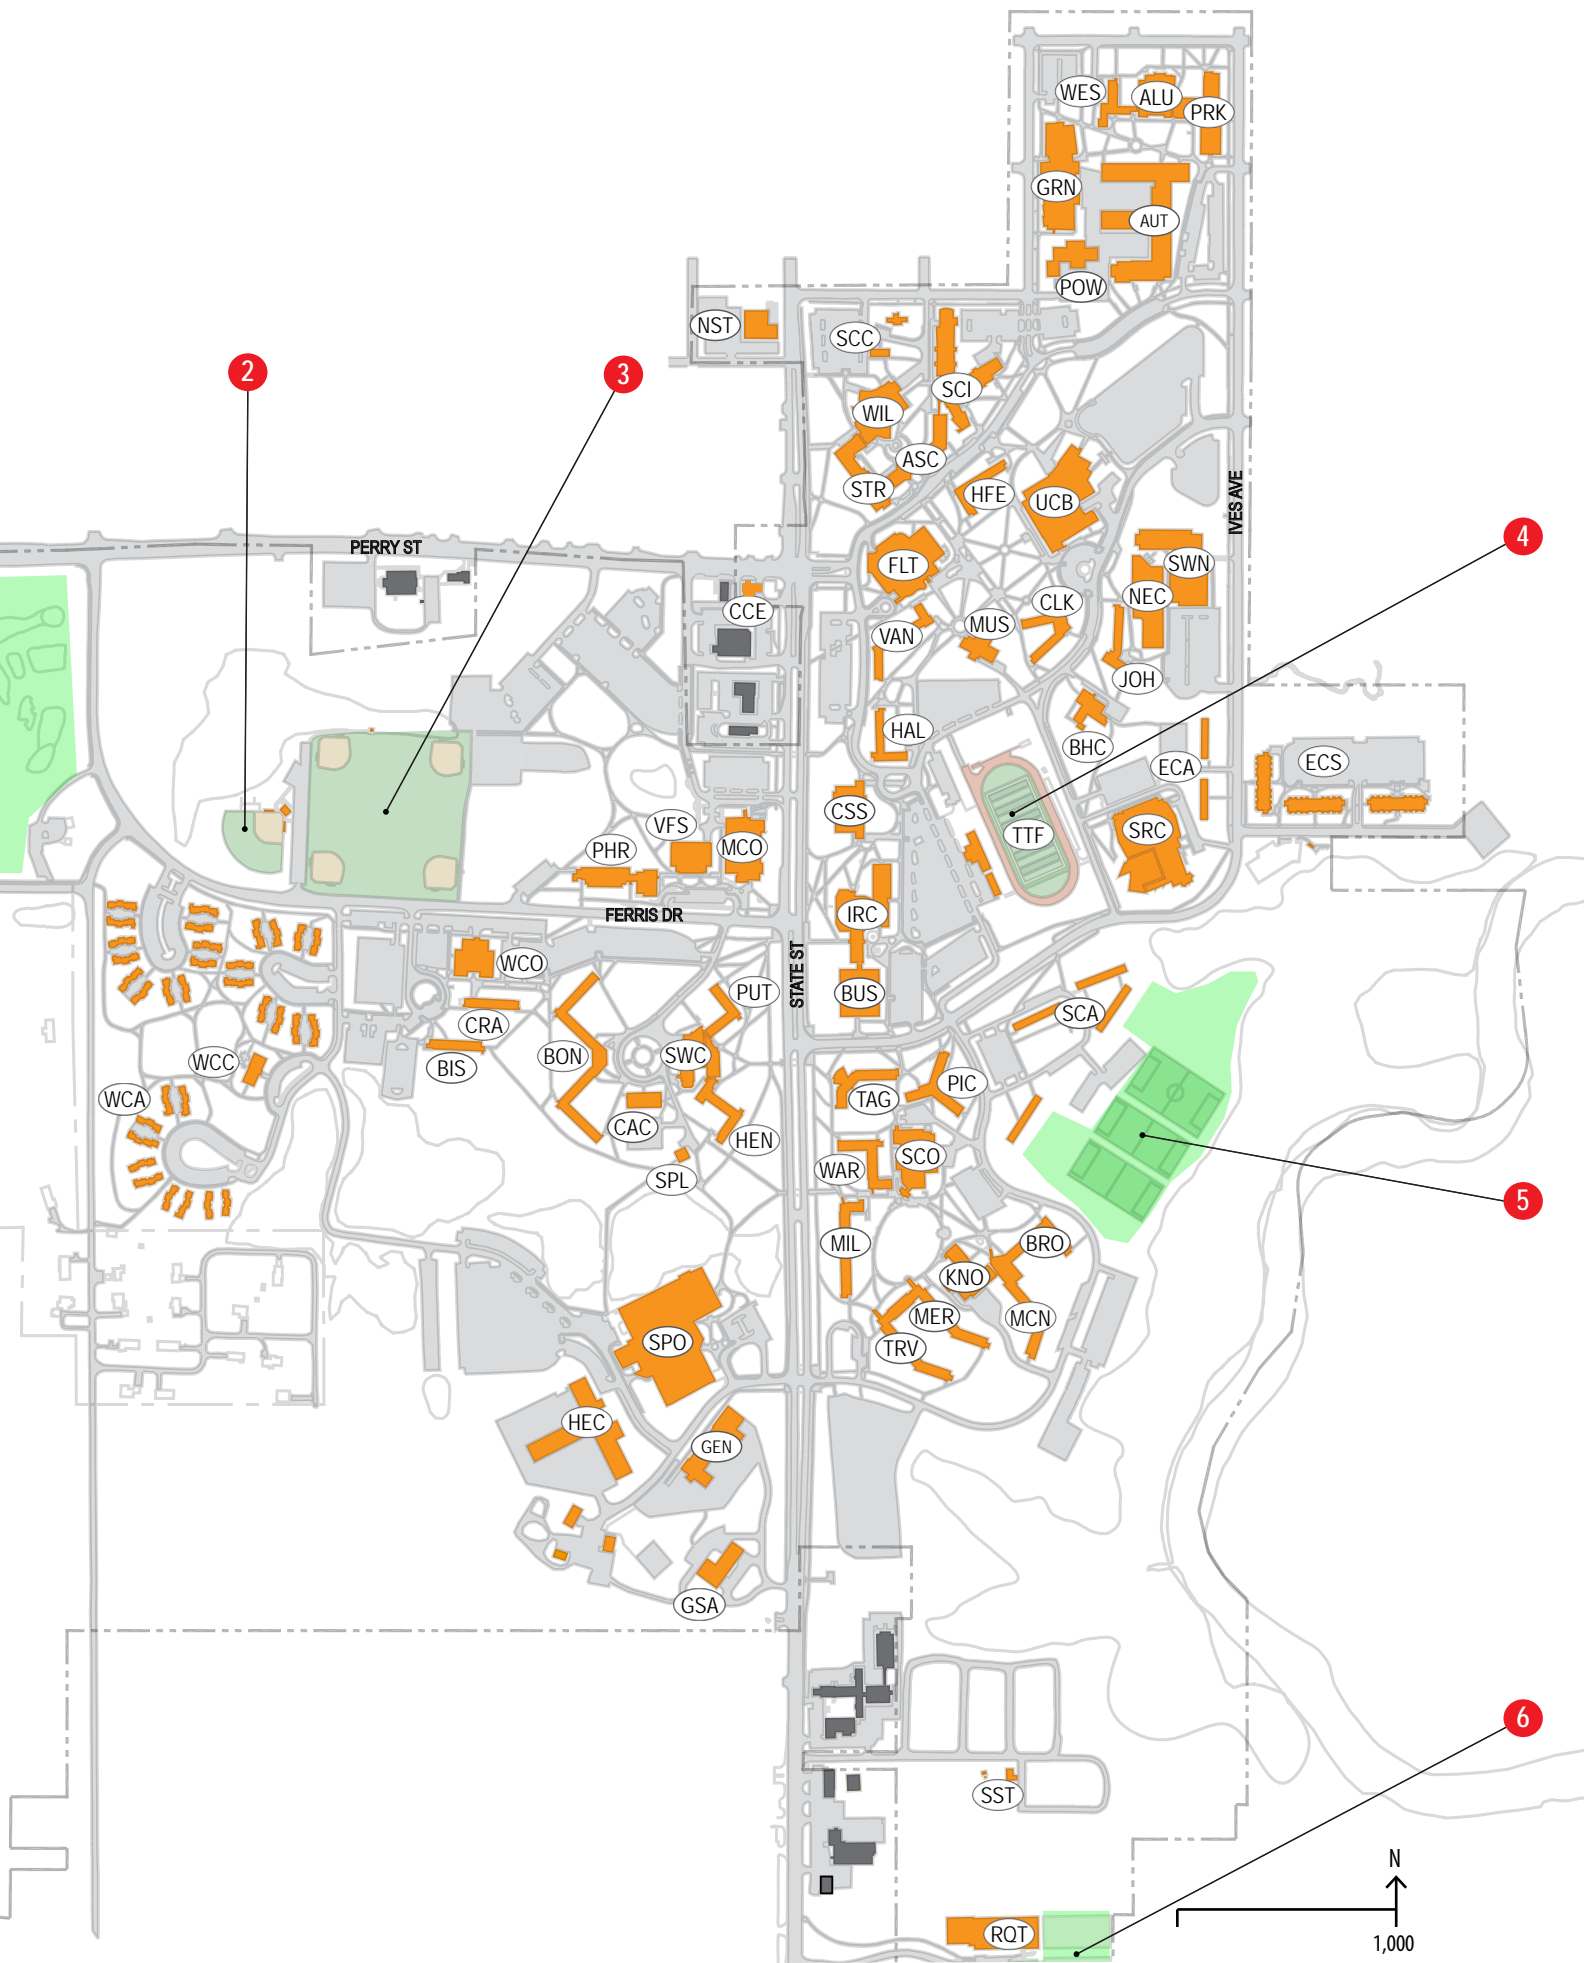 WES
ALU
PRK
GRN
AUT
POW
NST
SCC
2
3
SCI
WIL
ASC
STR
HFE
UCB
IVES AVE
PERRY ST
4
FLT
SWN
NEC
CCE
CLK
VAN
MUS
JOH
HAL
BHC
ECA
ECS
CSS
VFS
MCO
PHR
TTF
SRC
FERRIS DR
IRC
WCO
STATE ST
PUT
BUS
SCA
CRA
BON
SWC
WCC
BIS
PIC
WCA
TAG
CAC
HEN
SCO
WAR
SPL
5
MIL
BRO
KNO
MER
MCN
SPO
TRV
HEC
GEN
GSA
6
SST
N
RQT
1,000